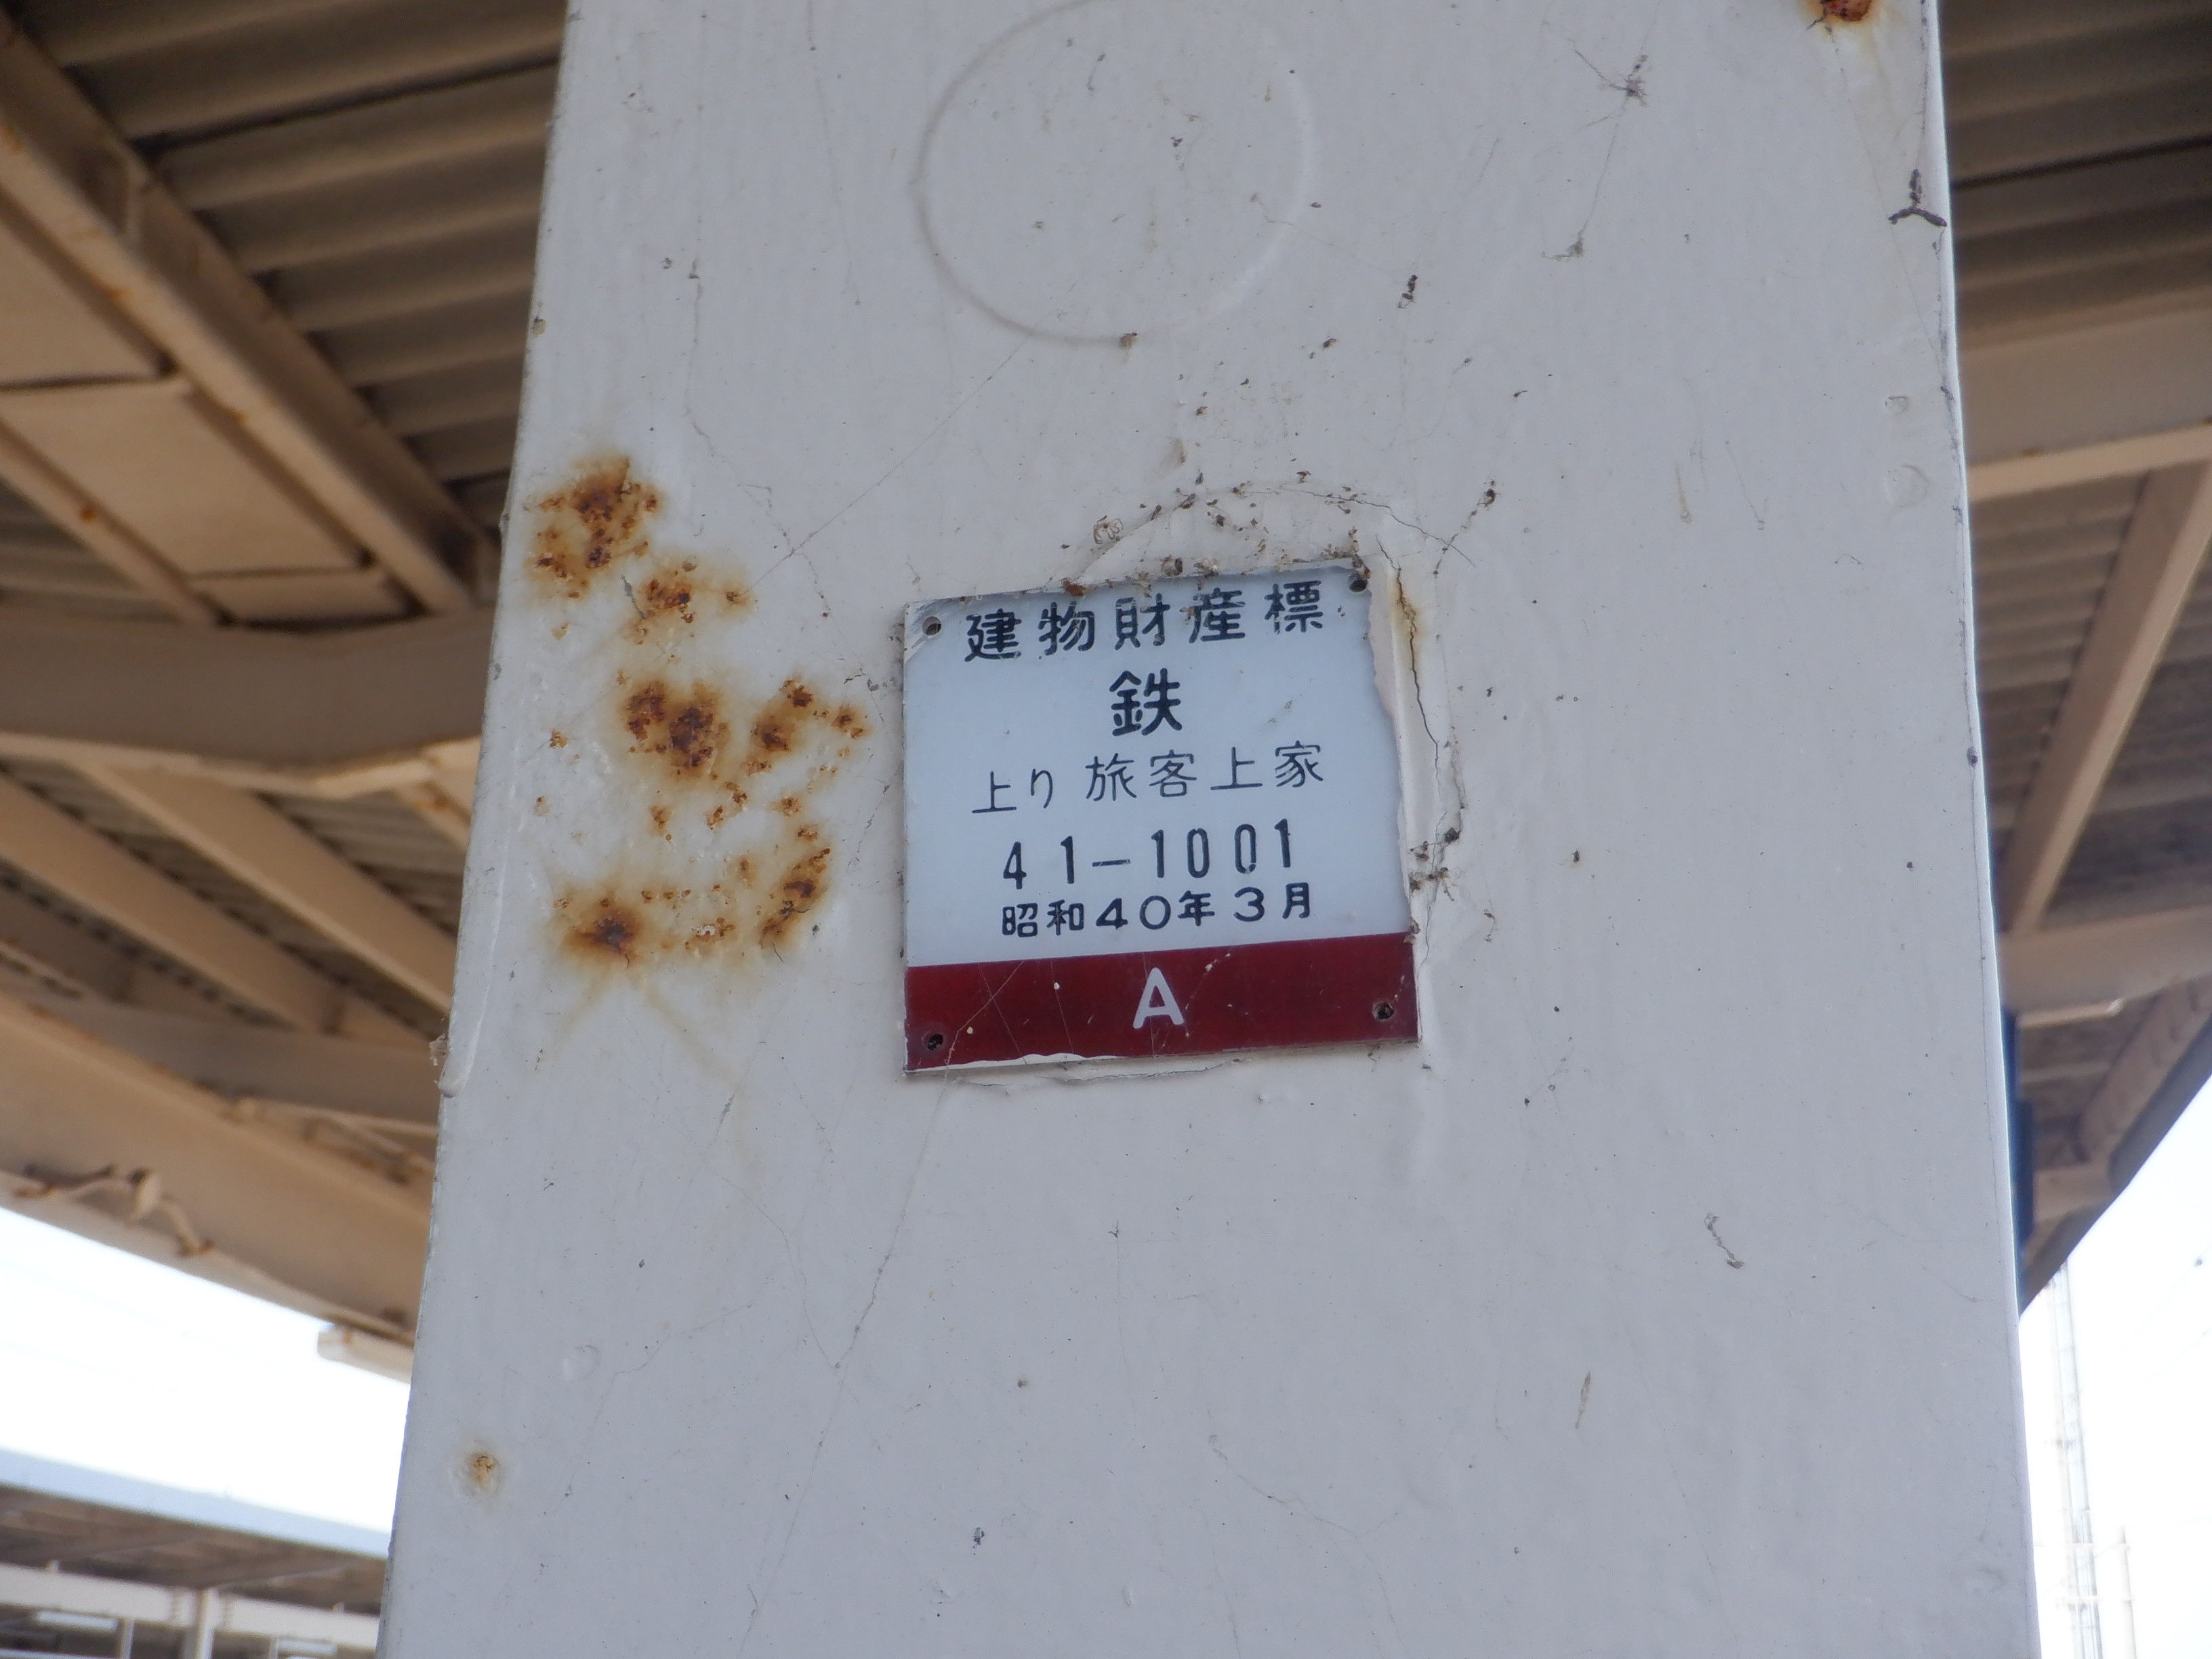 建物財産標
鉄
上り 旅客上家
41-1001
昭和40年3月
A